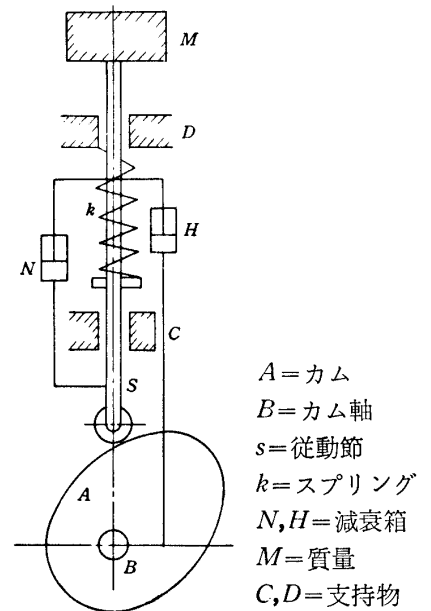 M
D
k
H
N
C
S
A
B
A=カム
B=カム軸
s=従動節
k=スプリング
N,H=減衰箱
M=質量
C,D=支持物